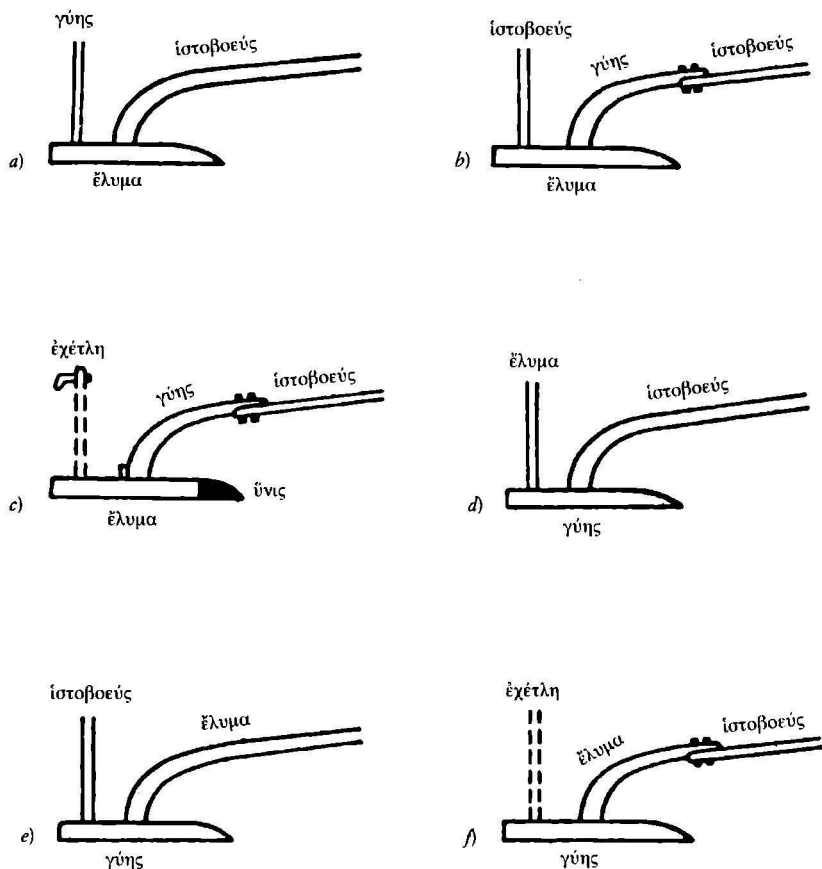 γύης
ἱστοβοεύς
a)
ἔλυμα
ἱστοβοεύς
γύης
ἱστοβοεύς
b)
ἔλυμα
ἐχέτλη
γύης
ἱστοβοεύς
ὕνις
c)
ἔλυμα
ἔλυμα
ἱστοβοεύς
d)
γύης
ἱστοβοεύς
ἔλυμα
e)
γύης
ἐχέτλη
ἔλυμα
ἱστοβοεύς
f)
γύης